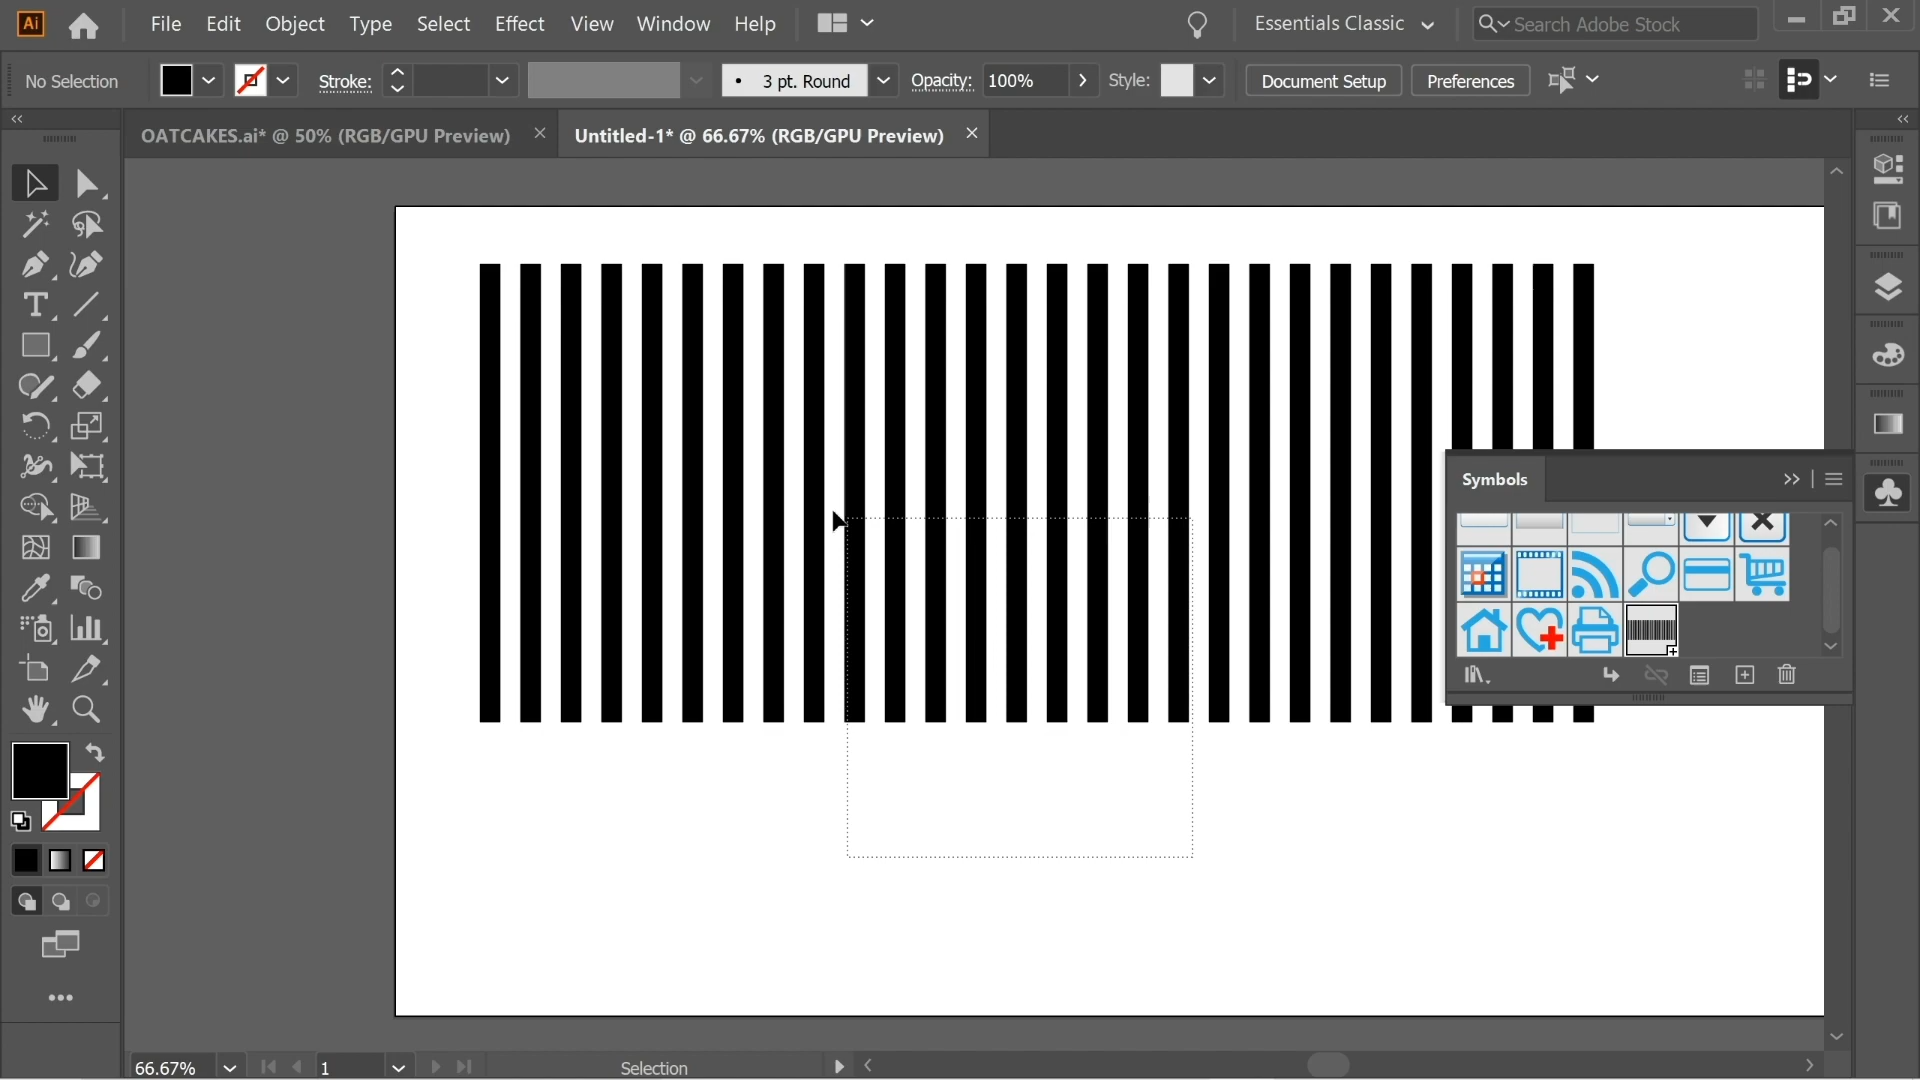 Ai File Edit Object Type Select Effect View Window Help Essentials Classic Search Adobe Stock
No Selection Stroke: 3 pt. Round Opacity: 100% Style: Document Setup Preferences
OATCAKES.ai* @ 50% (RGB/GPU Preview) Untitled-1* @ 66.67% (RGB/GPU Preview)
Symbols
66.67% 1 Selection